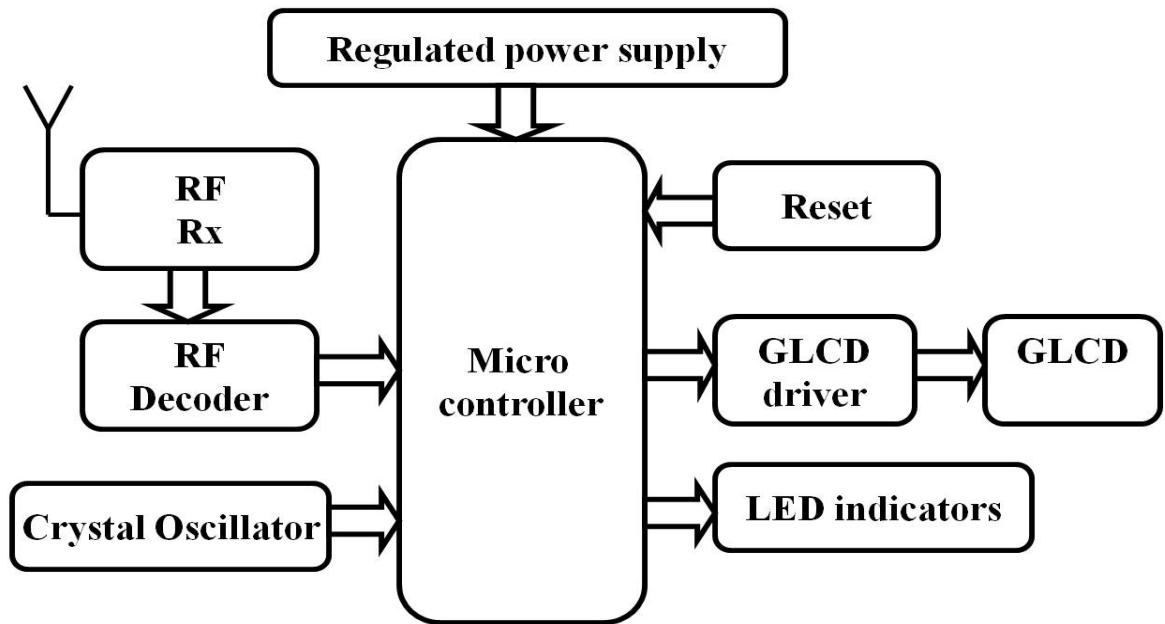 Regulated power supply
RF
Rx
Reset
RF
Decoder
Micro
controller
GLCD
driver
GLCD
Crystal Oscillator
LED indicators